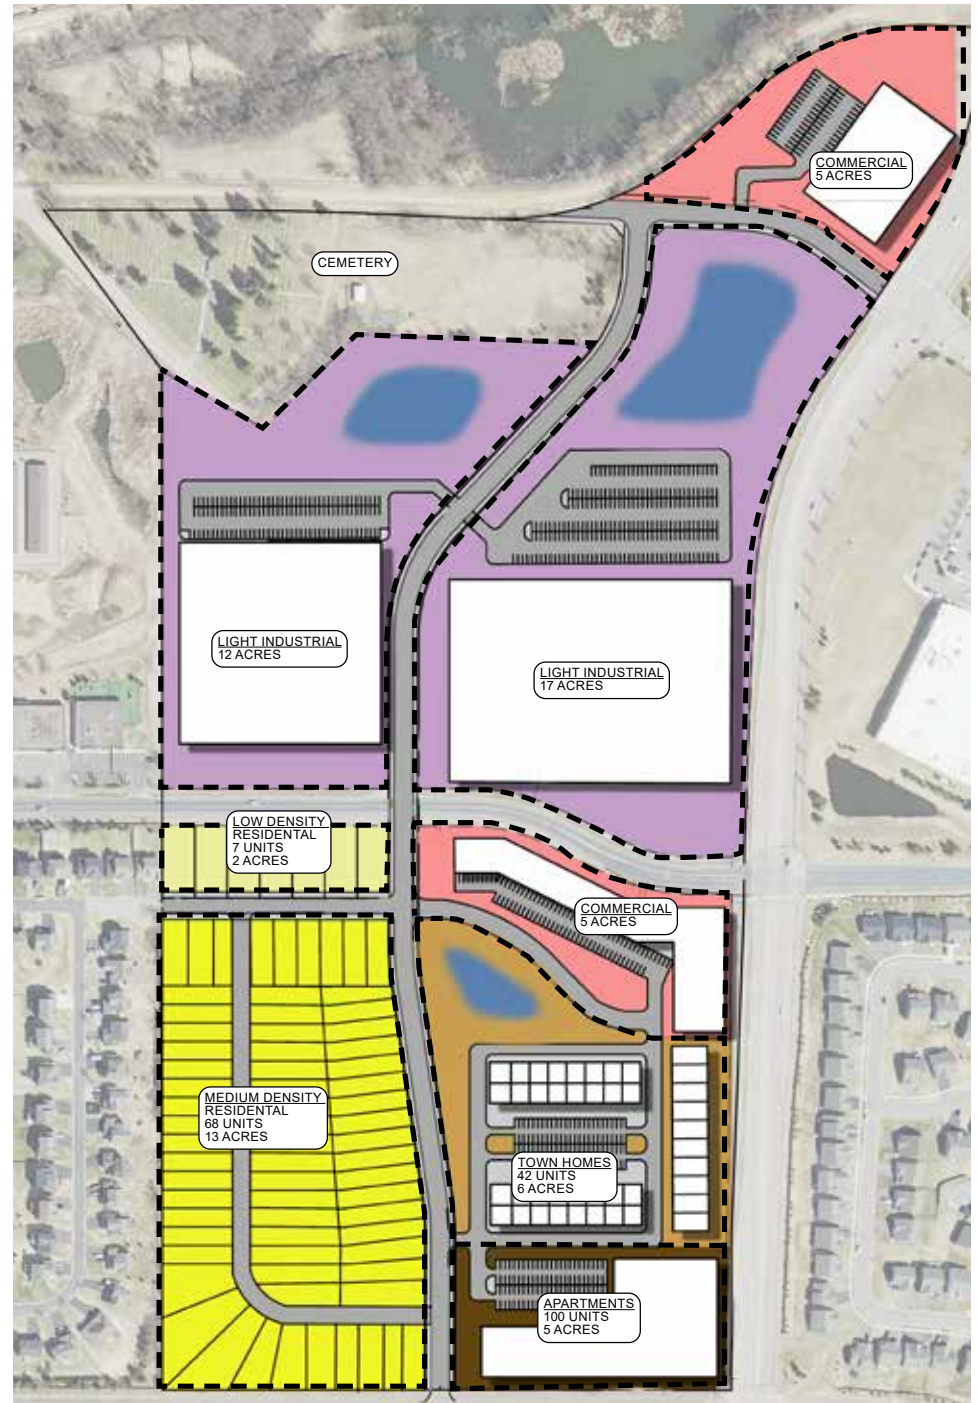 COMMERCIAL
5 ACRES
CEMETERY
LIGHT INDUSTRIAL
12 ACRES
LIGHT INDUSTRIAL
17 ACRES
LOW DENSITY
RESIDENTAL
7 UNITS
2 ACRES
COMMERCIAL
5 ACRES
MEDIUM DENSITY
RESIDENTAL
68 UNITS
13 ACRES
TOWN HOMES
42 UNITS
6 ACRES
APARTMENTS
100 UNITS
5 ACRES